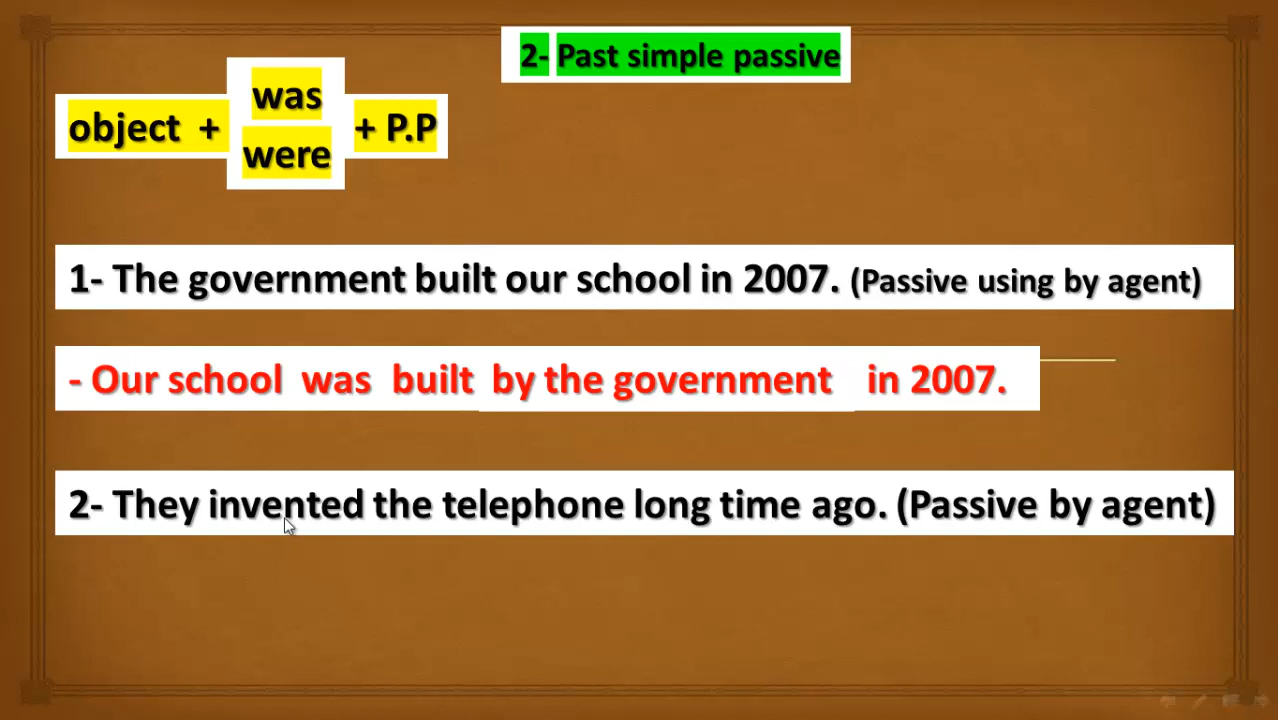 2- Past simple passive
was
object + + P.P
were
1- The government built our school in 2007. (Passive using by agent)
- Our school was built by the government in 2007.
2- They invented the telephone long time ago. (Passive by agent)